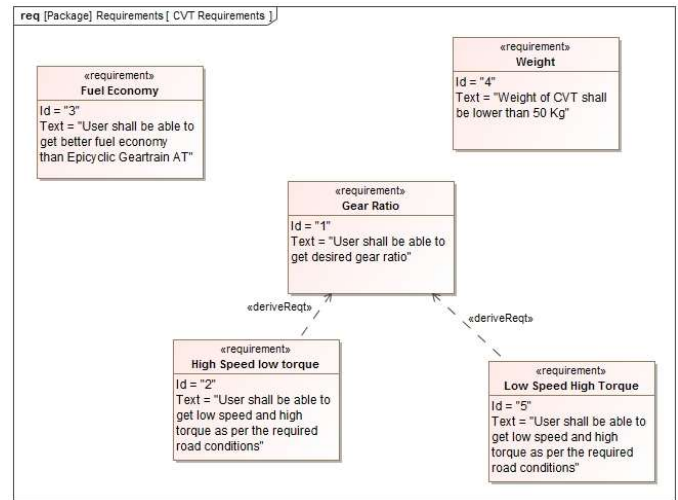 req [Package] Requirements [ CVT Requirements ]
«requirement»
Fuel Economy
Id = "3"
Text = "User shall be able to
get better fuel economy
than Epicyclic Geartrain AT"
«requirement»
Weight
Id = "4"
Text = "Weight of CVT shall
be lower than 50 Kg"
«requirement»
Gear Ratio
Id = "1"
Text = "User shall be able to
get desired gear ratio"
«deriveReqt»
«deriveReqt»
«requirement»
High Speed low torque
Id = "2"
Text = "User shall be able to
get low speed and high
torque as per the required
road conditions"
«requirement»
Low Speed High Torque
Id = "5"
Text = "User shall be able to
get low speed and high
torque as per the required
road conditions"